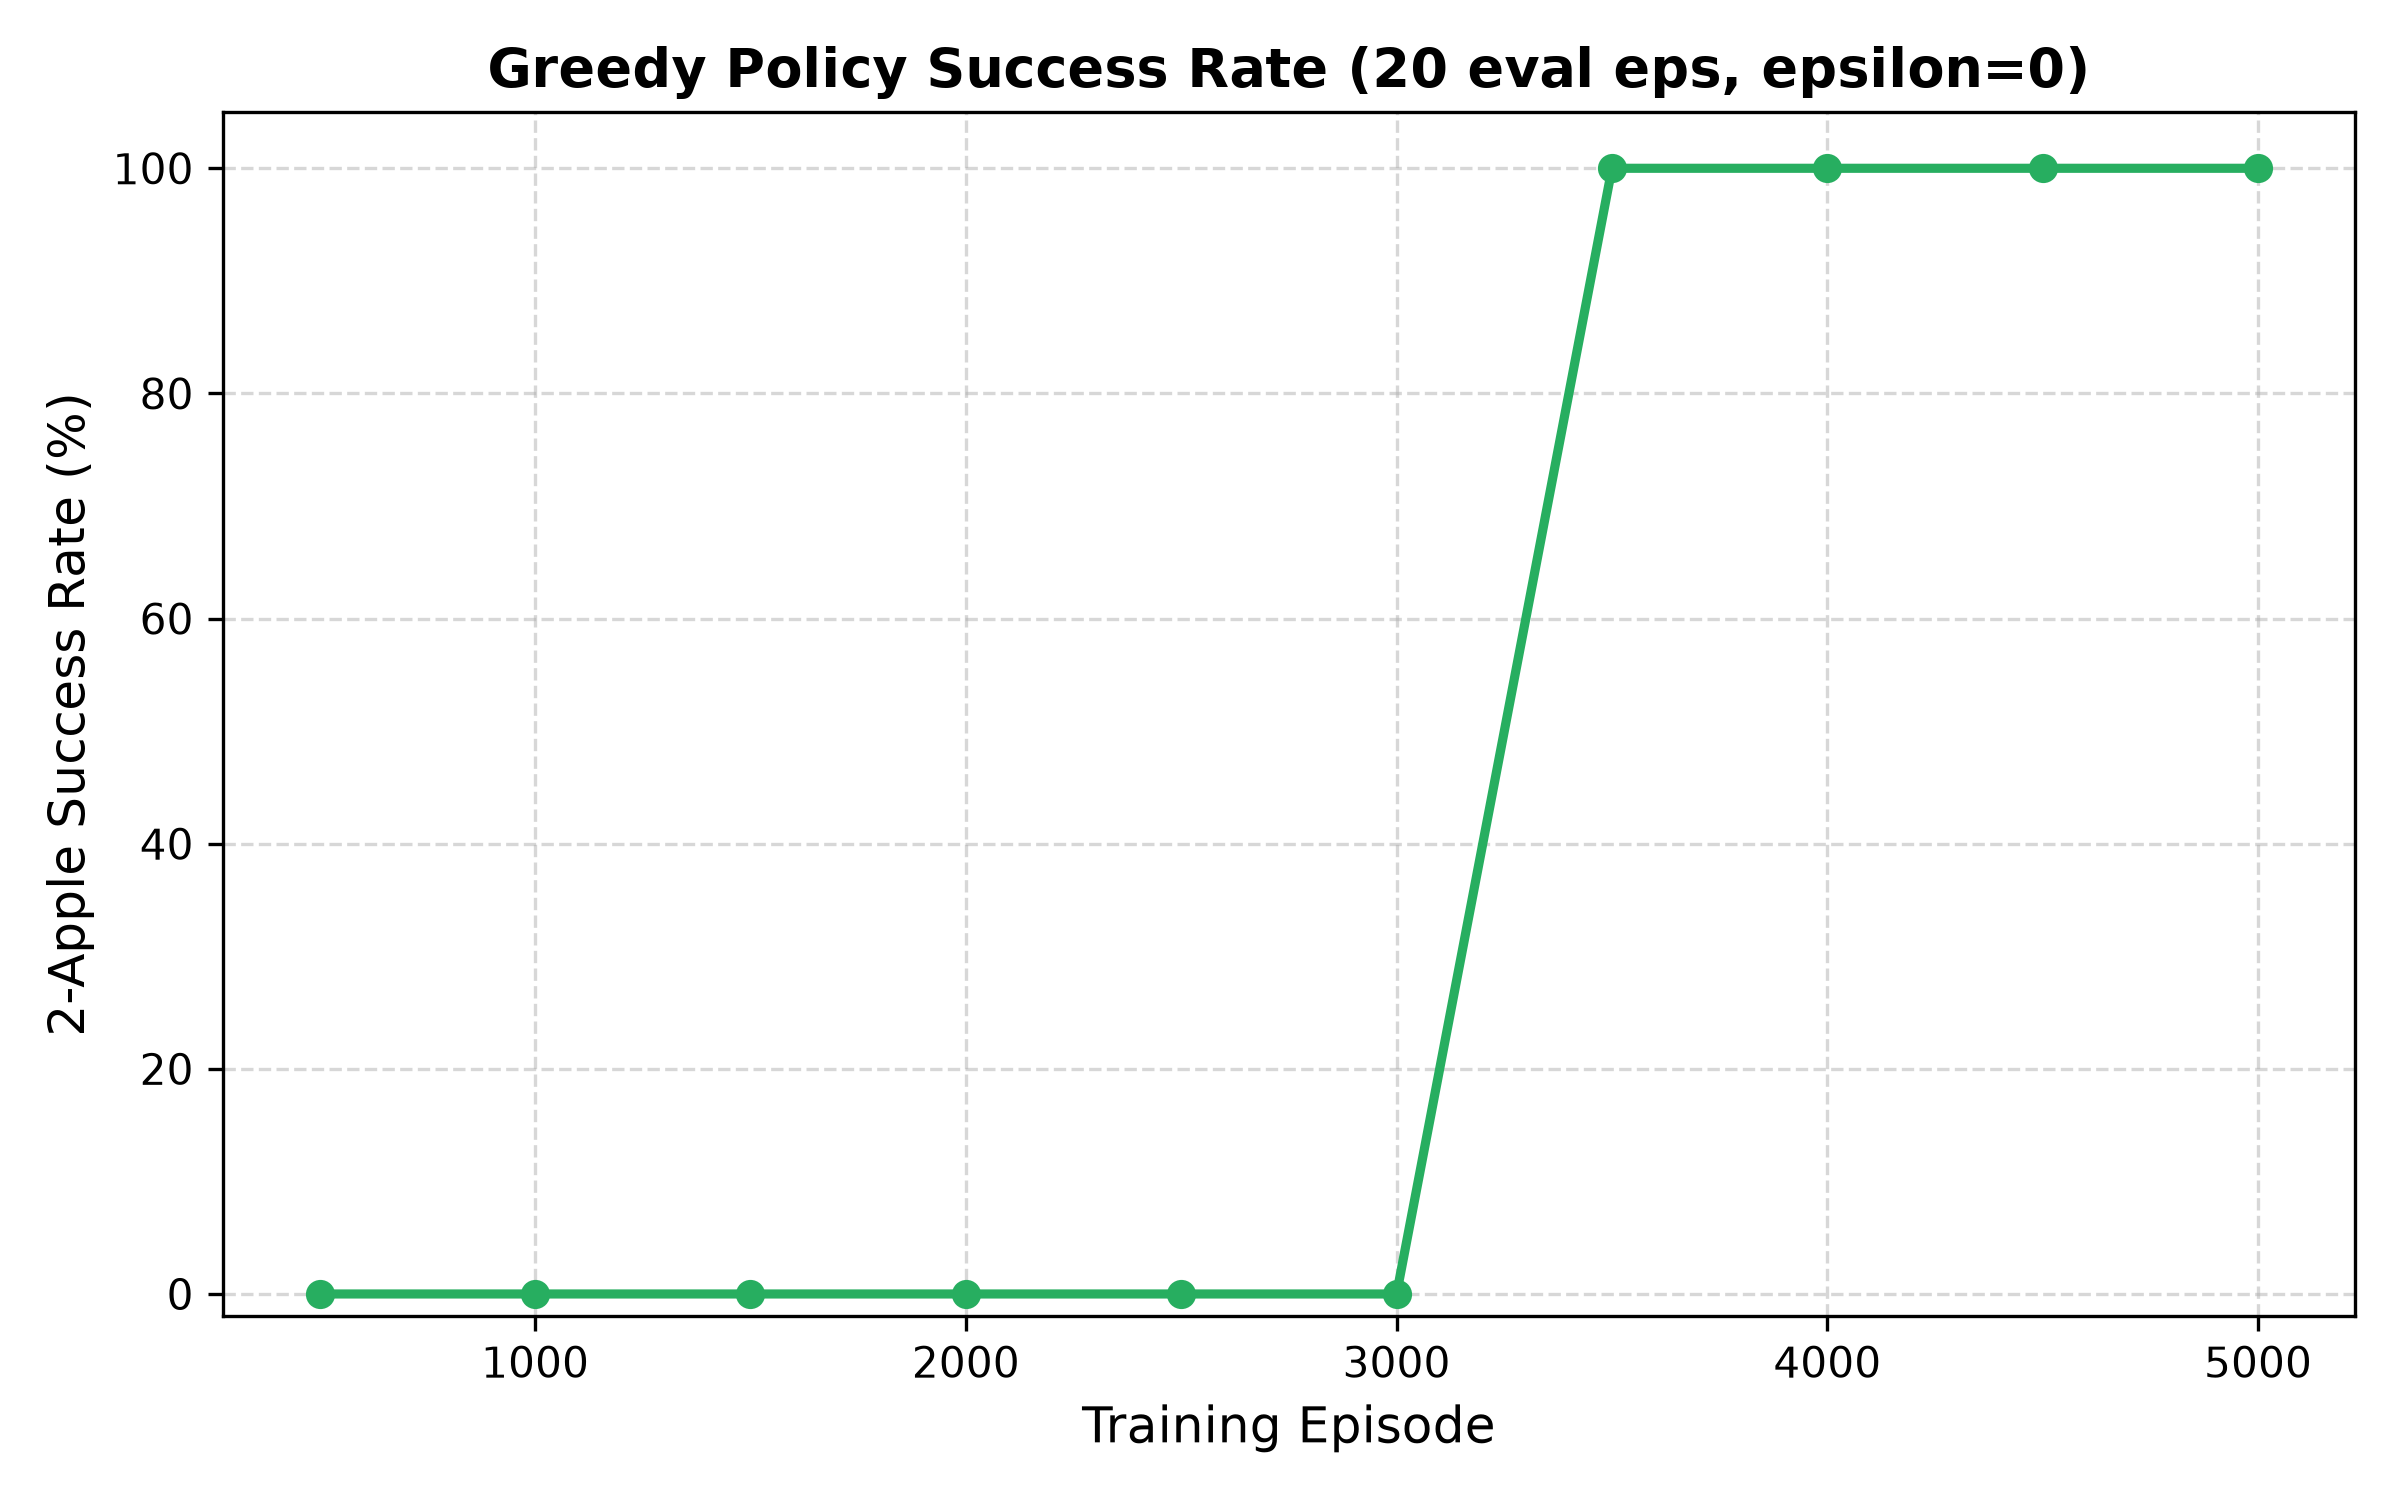 Greedy Policy Success Rate (20 eval eps, epsilon=0)
2-Apple Success Rate (%)
100
80
60
40
20
0
1000 2000 3000 4000 5000
Training Episode